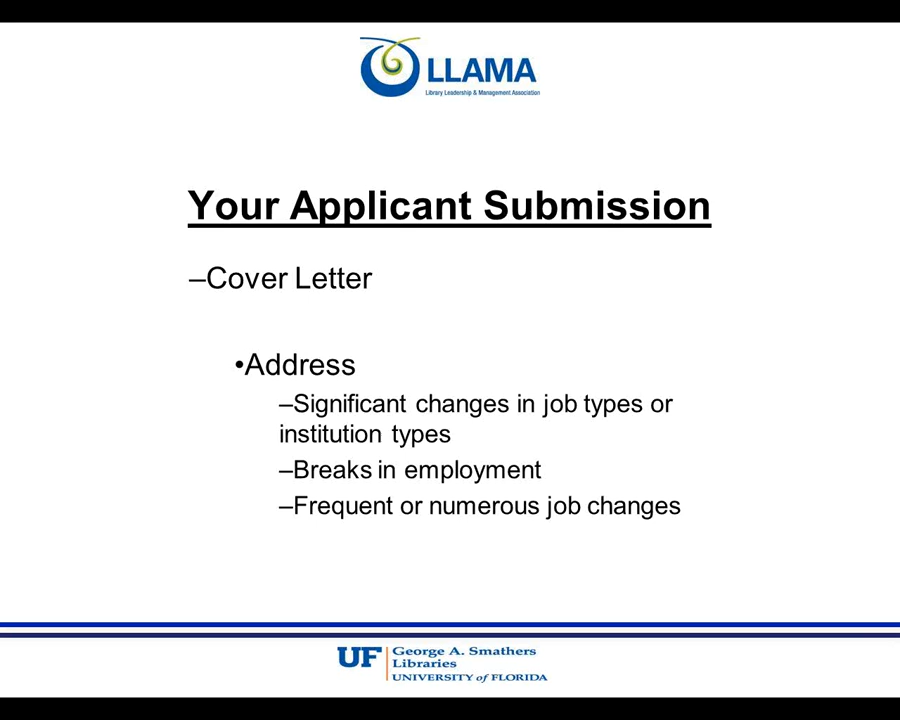 LLAMA
Library Leadership & Management Association
Your Applicant Submission
–Cover Letter
•Address
–Significant changes in job types or
institution types
–Breaks in employment
–Frequent or numerous job changes
UF George A. Smathers
Libraries
UNIVERSITY of FLORIDA